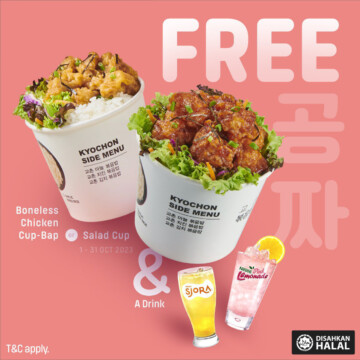 FREE
공
짜
KYOCHON
SIDE MENU
KYOCHON
SIDE MENU
Boneless
Chicken
Cup-Bap
or
Salad Cup
&
A Drink
SJORA
Pink
Lemonade
T&C apply.
DISAHKAN
HALAL